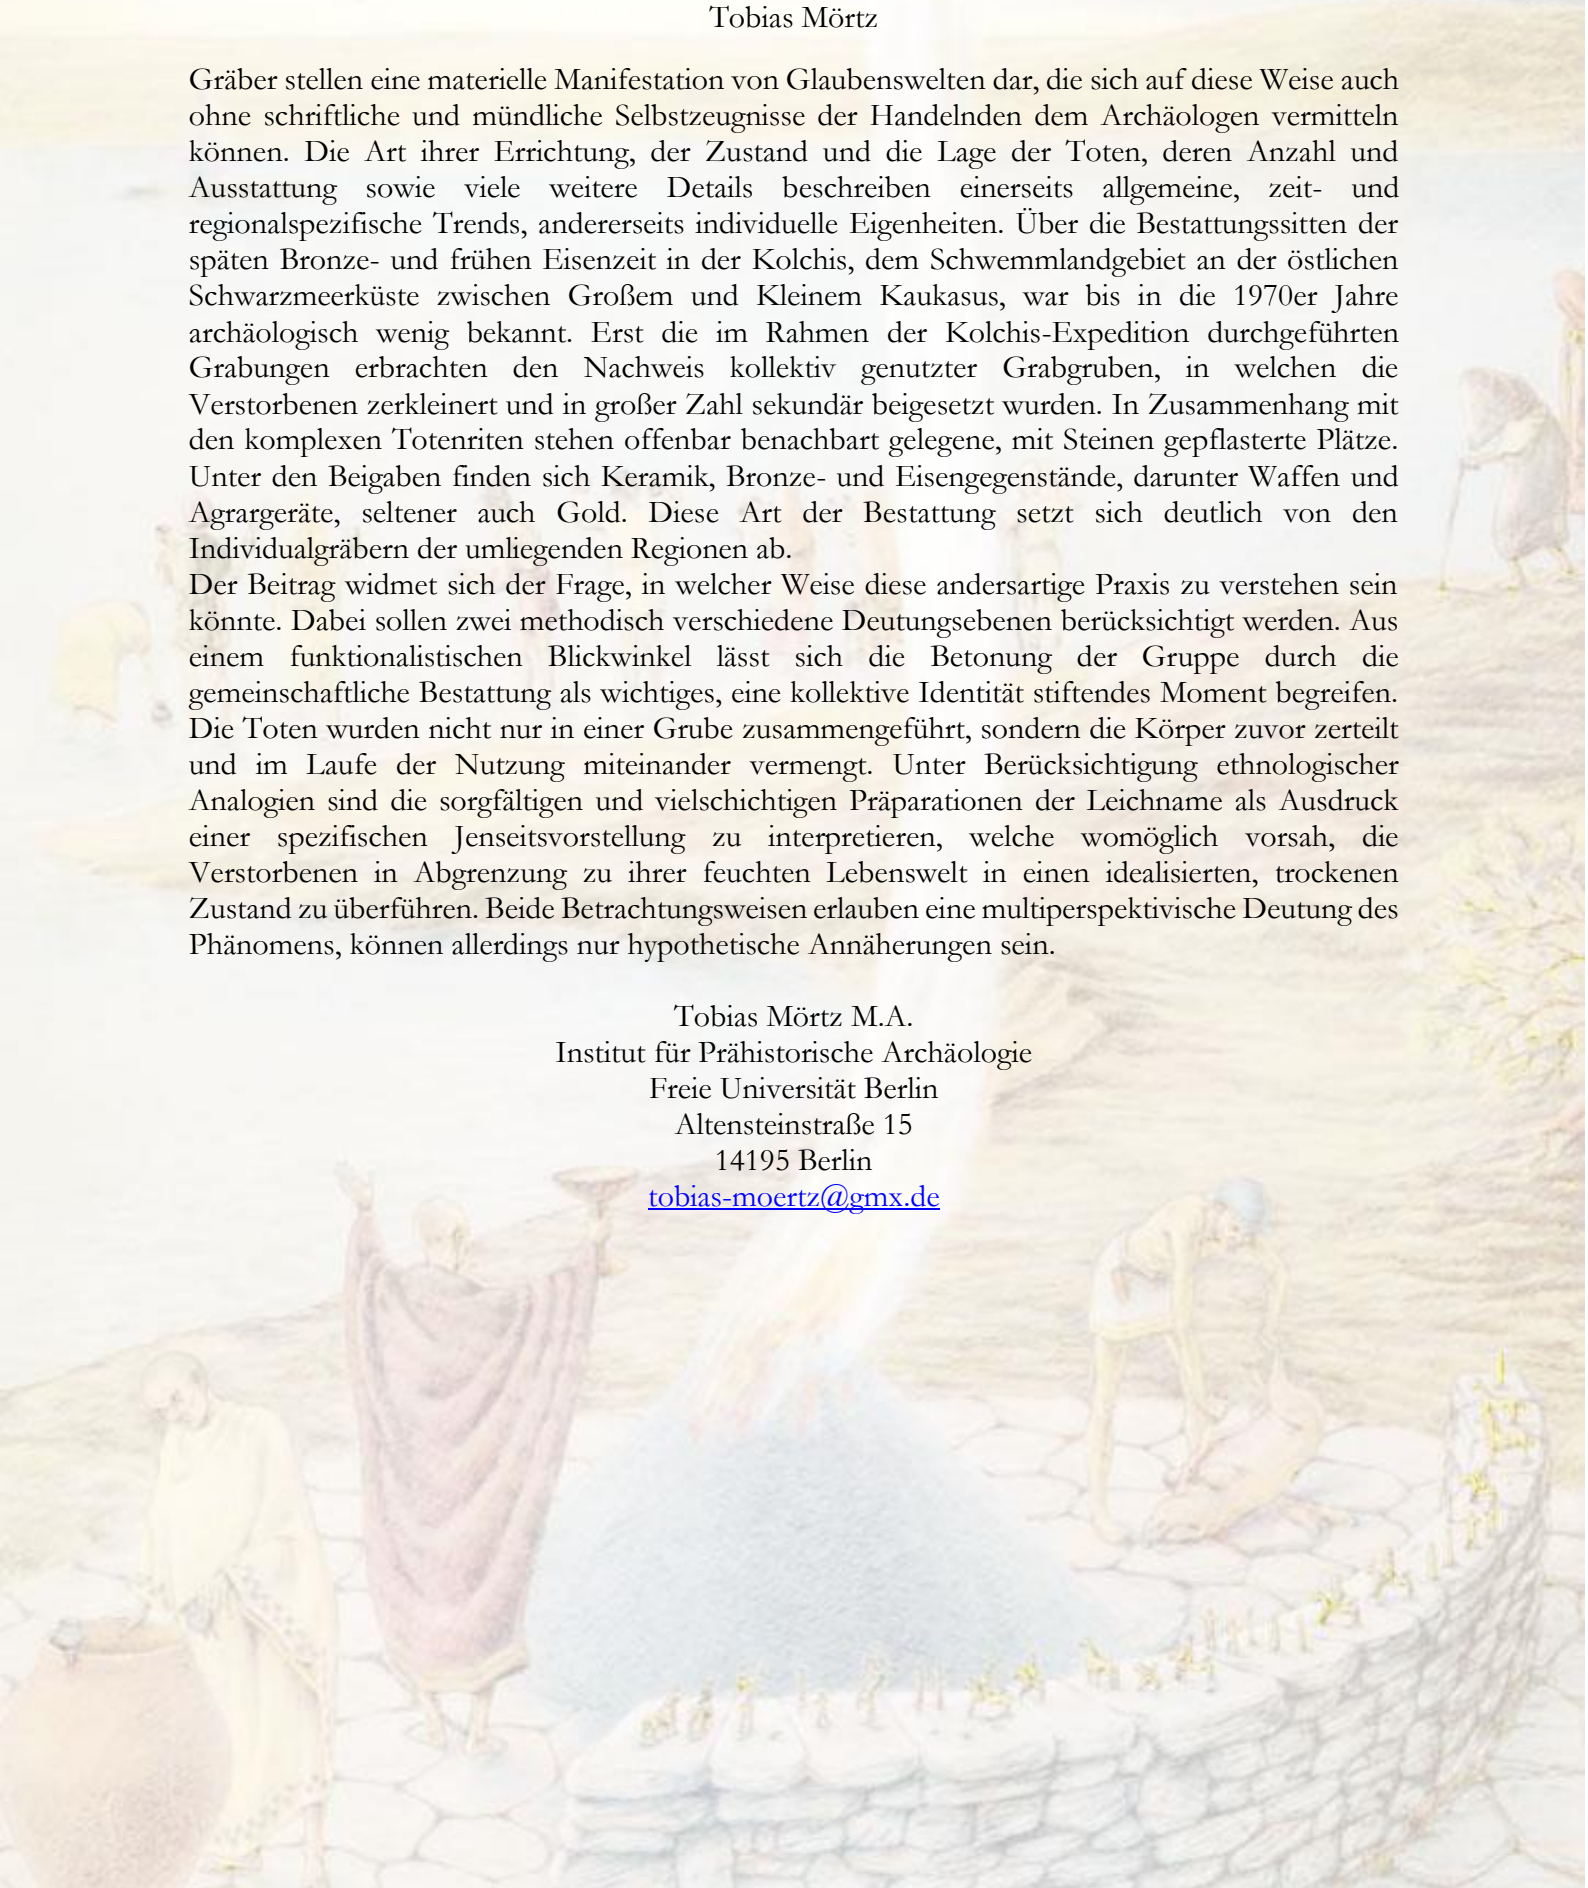 Tobias Mörtz
Gräber stellen eine materielle Manifestation von Glaubenswelten dar, die sich auf diese Weise auch
ohne schriftliche und mündliche Selbstzeugnisse der Handelnden dem Archäologen vermitteln
können. Die Art ihrer Errichtung, der Zustand und die Lage der Toten, deren Anzahl und
Ausstattung sowie viele weitere Details beschreiben einerseits allgemeine, zeit- und
regionalspezifische Trends, andererseits individuelle Eigenheiten. Über die Bestattungssitten der
späten Bronze- und frühen Eisenzeit in der Kolchis, dem Schwemmlandgebiet an der östlichen
Schwarzmeerküste zwischen Großem und Kleinem Kaukasus, war bis in die 1970er Jahre
archäologisch wenig bekannt. Erst die im Rahmen der Kolchis-Expedition durchgeführten
Grabungen erbrachten den Nachweis kollektiv genutzter Grabgruben, in welchen die
Verstorbenen zerkleinert und in großer Zahl sekundär beigesetzt wurden. In Zusammenhang mit
den komplexen Totenriten stehen offenbar benachbart gelegene, mit Steinen gepflasterte Plätze.
Unter den Beigaben finden sich Keramik, Bronze- und Eisengegenstände, darunter Waffen und
Agrargeräte, seltener auch Gold. Diese Art der Bestattung setzt sich deutlich von den
Individualgräbern der umliegenden Regionen ab.
Der Beitrag widmet sich der Frage, in welcher Weise diese andersartige Praxis zu verstehen sein
könnte. Dabei sollen zwei methodisch verschiedene Deutungsebenen berücksichtigt werden. Aus
einem funktionalistischen Blickwinkel lässt sich die Betonung der Gruppe durch die
gemeinschaftliche Bestattung als wichtiges, eine kollektive Identität stiftendes Moment begreifen.
Die Toten wurden nicht nur in einer Grube zusammengeführt, sondern die Körper zuvor zerteilt
und im Laufe der Nutzung miteinander vermengt. Unter Berücksichtigung ethnologischer
Analogien sind die sorgfältigen und vielschichtigen Präparationen der Leichname als Ausdruck
einer spezifischen Jenseitsvorstellung zu interpretieren, welche womöglich vorsah, die
Verstorbenen in Abgrenzung zu ihrer feuchten Lebenswelt in einen idealisierten, trockenen
Zustand zu überführen. Beide Betrachtungsweisen erlauben eine multiperspektivische Deutung des
Phänomens, können allerdings nur hypothetische Annäherungen sein.
Tobias Mörtz M.A.
Institut für Prähistorische Archäologie
Freie Universität Berlin
Altensteinstraße 15
14195 Berlin
tobias-moertz@gmx.de